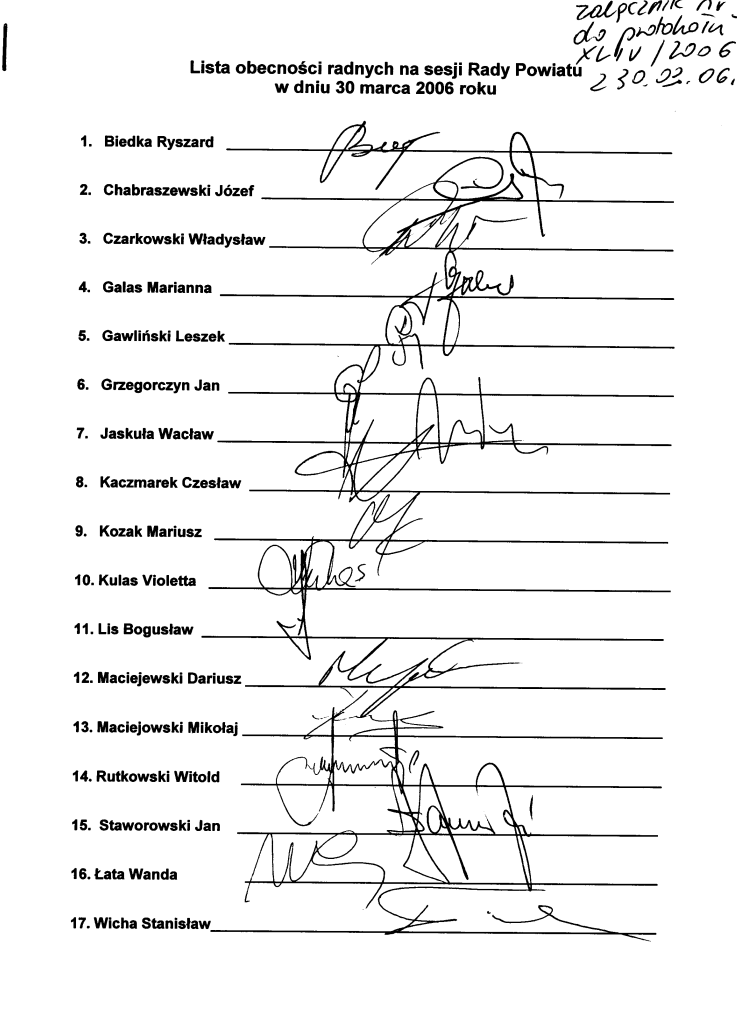 załącznik nr
do protokołu
XLIV/2006
z 30.02.06.
Lista obecności radnych na sesji Rady Powiatu
w dniu 30 marca 2006 roku
1. Biedka Ryszard
2. Chabraszewski Józef
3. Czarkowski Władysław
4. Galas Marianna
5. Gawliński Leszek
6. Grzegorczyn Jan
7. Jaskuła Wacław
8. Kaczmarek Czesław
9. Kozak Mariusz
10. Kulas Violetta
11. Lis Bogusław
12. Maciejewski Dariusz
13. Maciejowski Mikołaj
14. Rutkowski Witold
15. Staworowski Jan
16. Łata Wanda
17. Wicha Stanisław